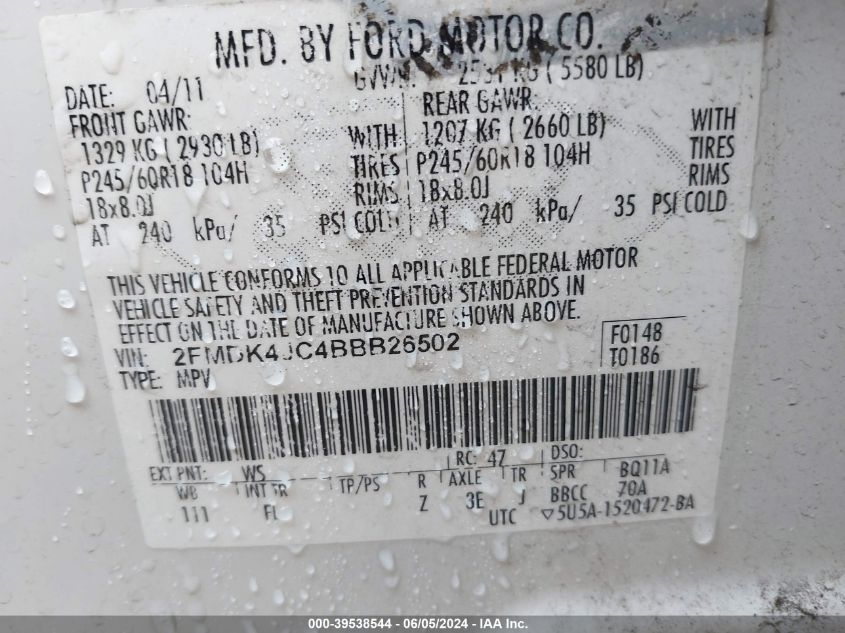 MFD. BY FORD MOTOR CO.
DATE: 04/11 GVWR: KG ( 5580 LB)
FRONT GAWR: REAR GAWR:
1329 KG ( 2930 LB) WITH 1207 KG ( 2660 LB) WITH
P245/60R18 104H TIRES P245/60R18 104H TIRES
18x8.0J RIMS 18x8.0J RIMS
AT 240 kPa/ 35 PSI COLD AT 240 kPa/ 35 PSI COLD
THIS VEHICLE CONFORMS TO ALL APPLICABLE FEDERAL MOTOR
VEHICLE SAFETY AND THEFT PREVENTION STANDARDS IN
EFFECT ON THE DATE OF MANUFACTURE SHOWN ABOVE.
VIN: 2FMDK4JC4BBB26502 F0148
TYPE: MPV T0186
EXT PNT: WS RC: 47 DSO:
WB INT TR TP/PS R AXLE TR SPR BQ11A
111 FL Z 3E J BBCC 70A
UTC ▽5U5A-1520472-BA
000-39538544 - 06/05/2024 - IAA Inc.